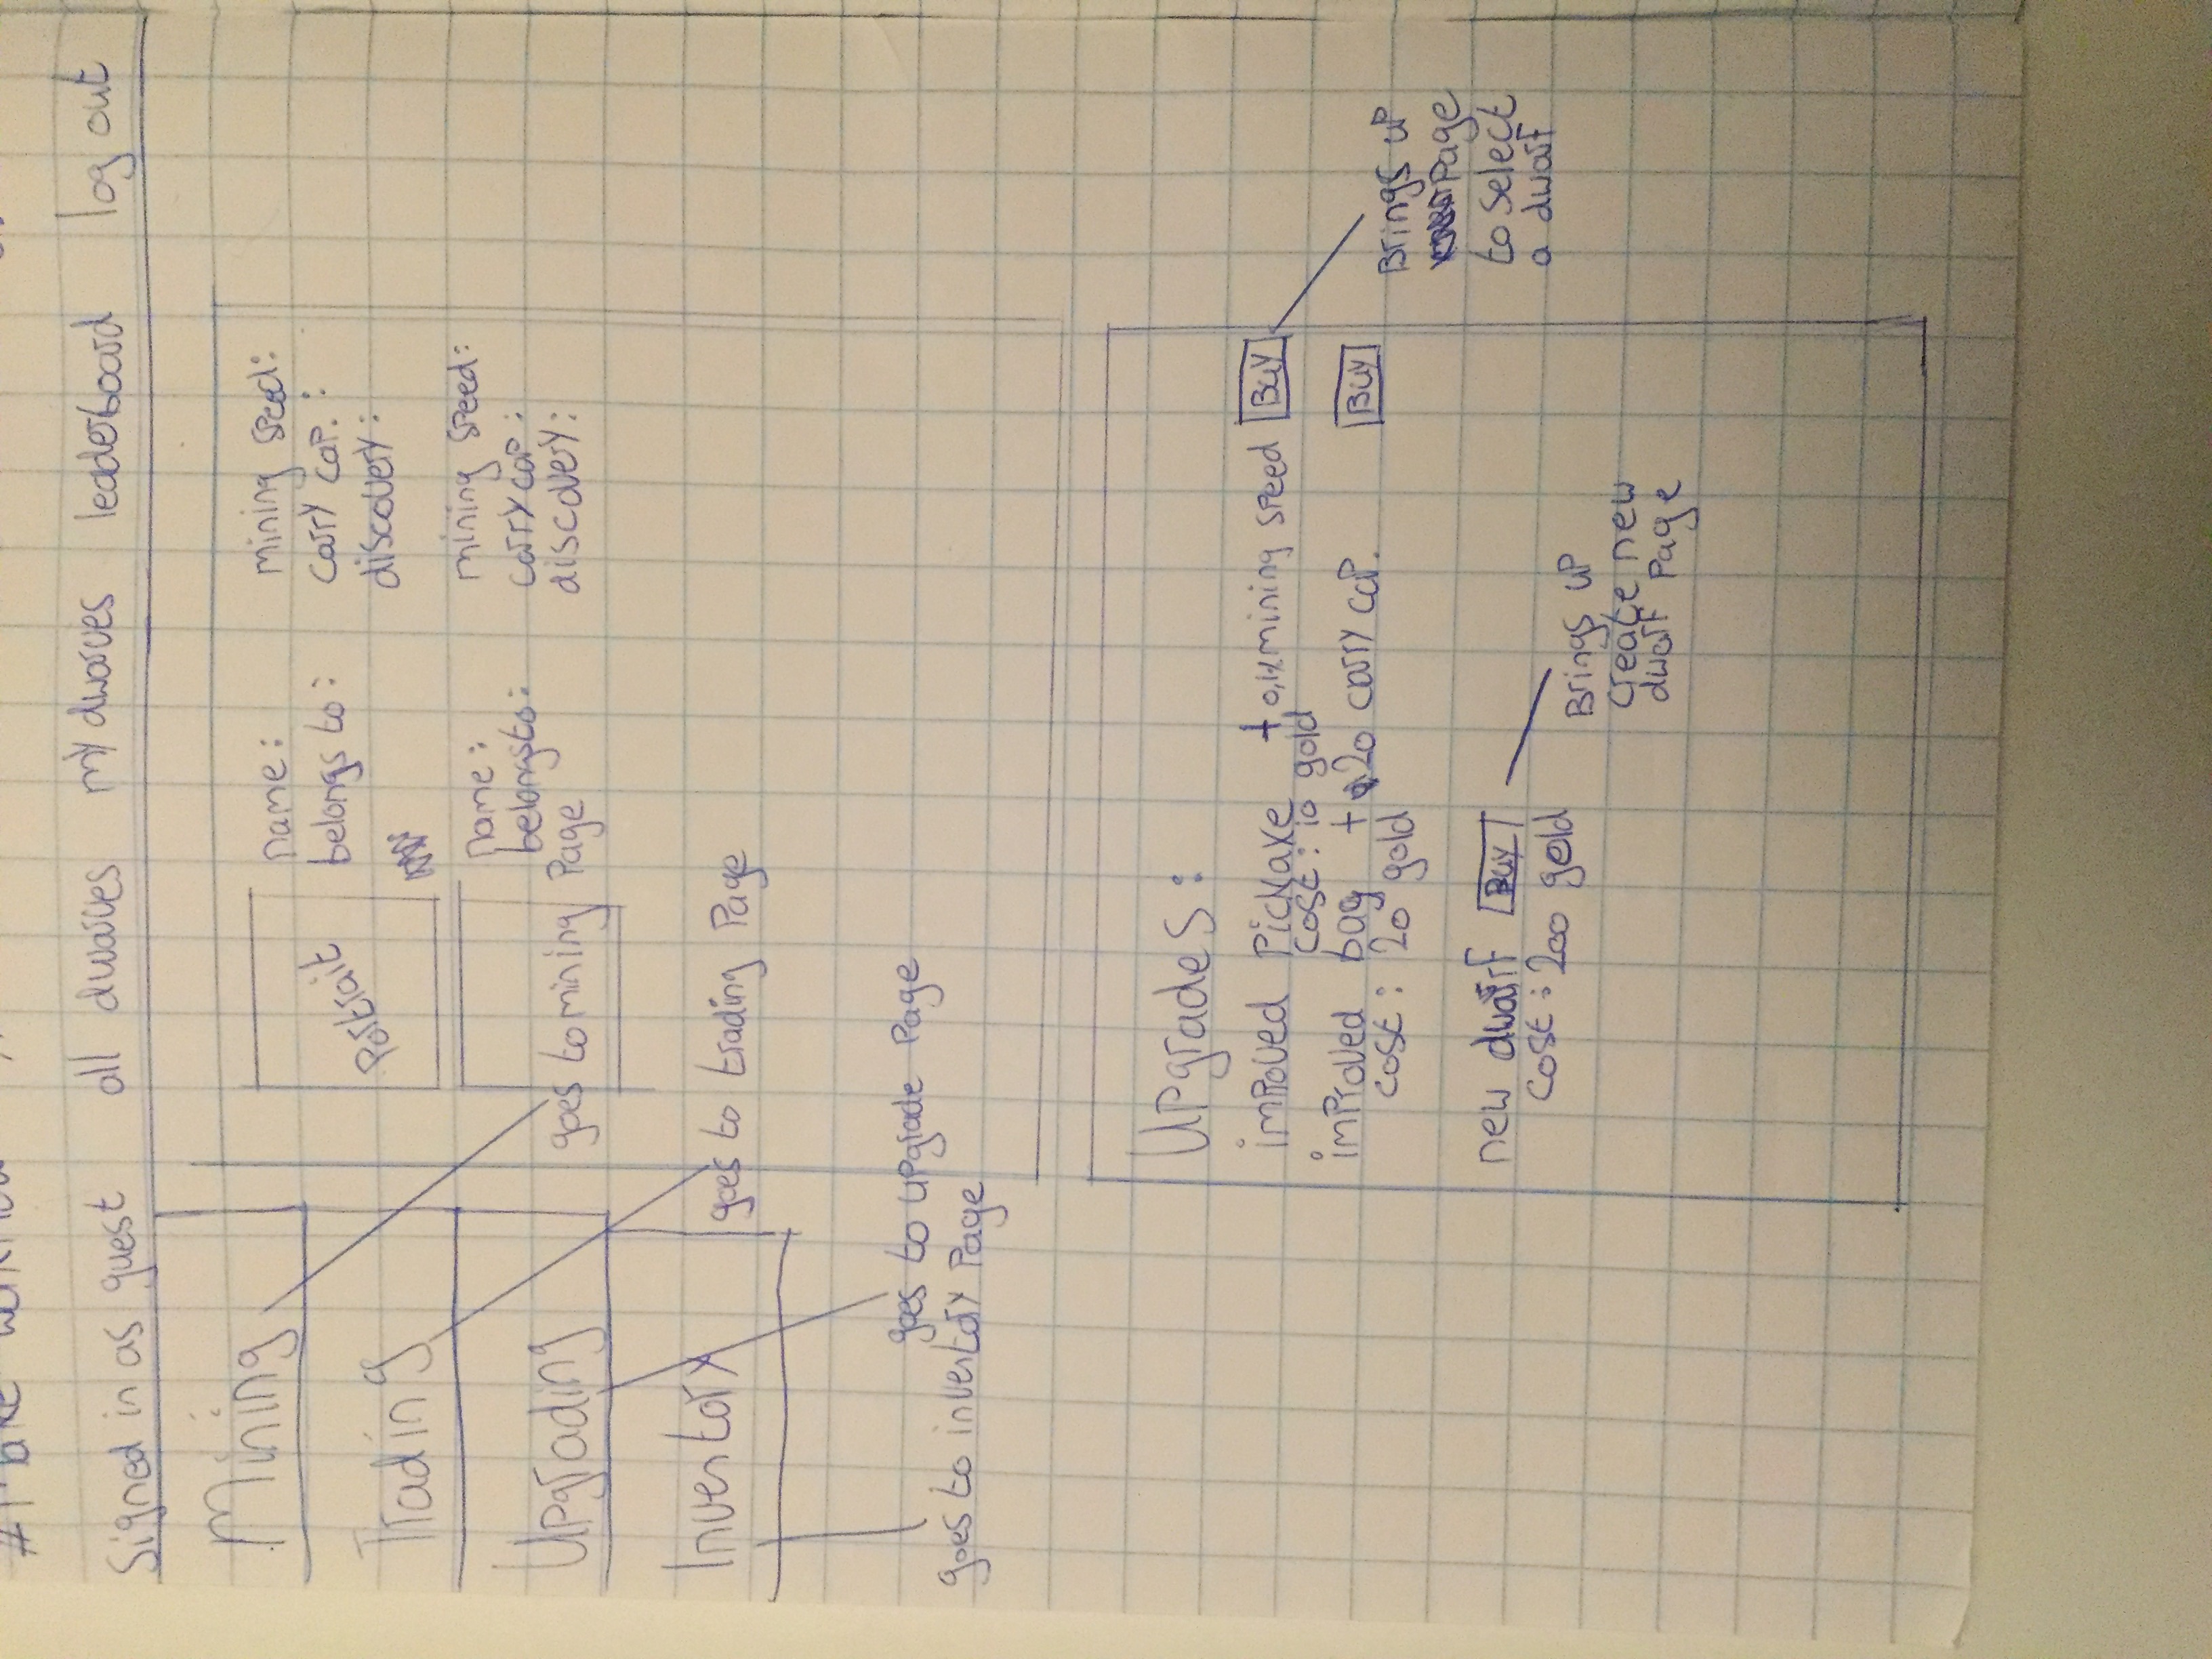 Signed in as guest all dwarves my dwarves leaderboard log out
Mining
Trading
Upgrading
Inventory
Portrait
name:
belongs to:
mining speed:
carry cap. :
discovery:
name:
belongs to:
mining speed:
carry cap :
discovery:
goes to mining Page
goes to trading Page
goes to upgrade Page
goes to inventory Page
Upgrades:
improved Pickaxe + 0,1x mining speed BUY
cost: 10 gold
improved bag + 20 carry cap. BUY
cost: 20 gold
new dwarf BUY
cost: 200 gold
Brings up
Page
to select
a dwarf
Brings up
create new
dwarf Page